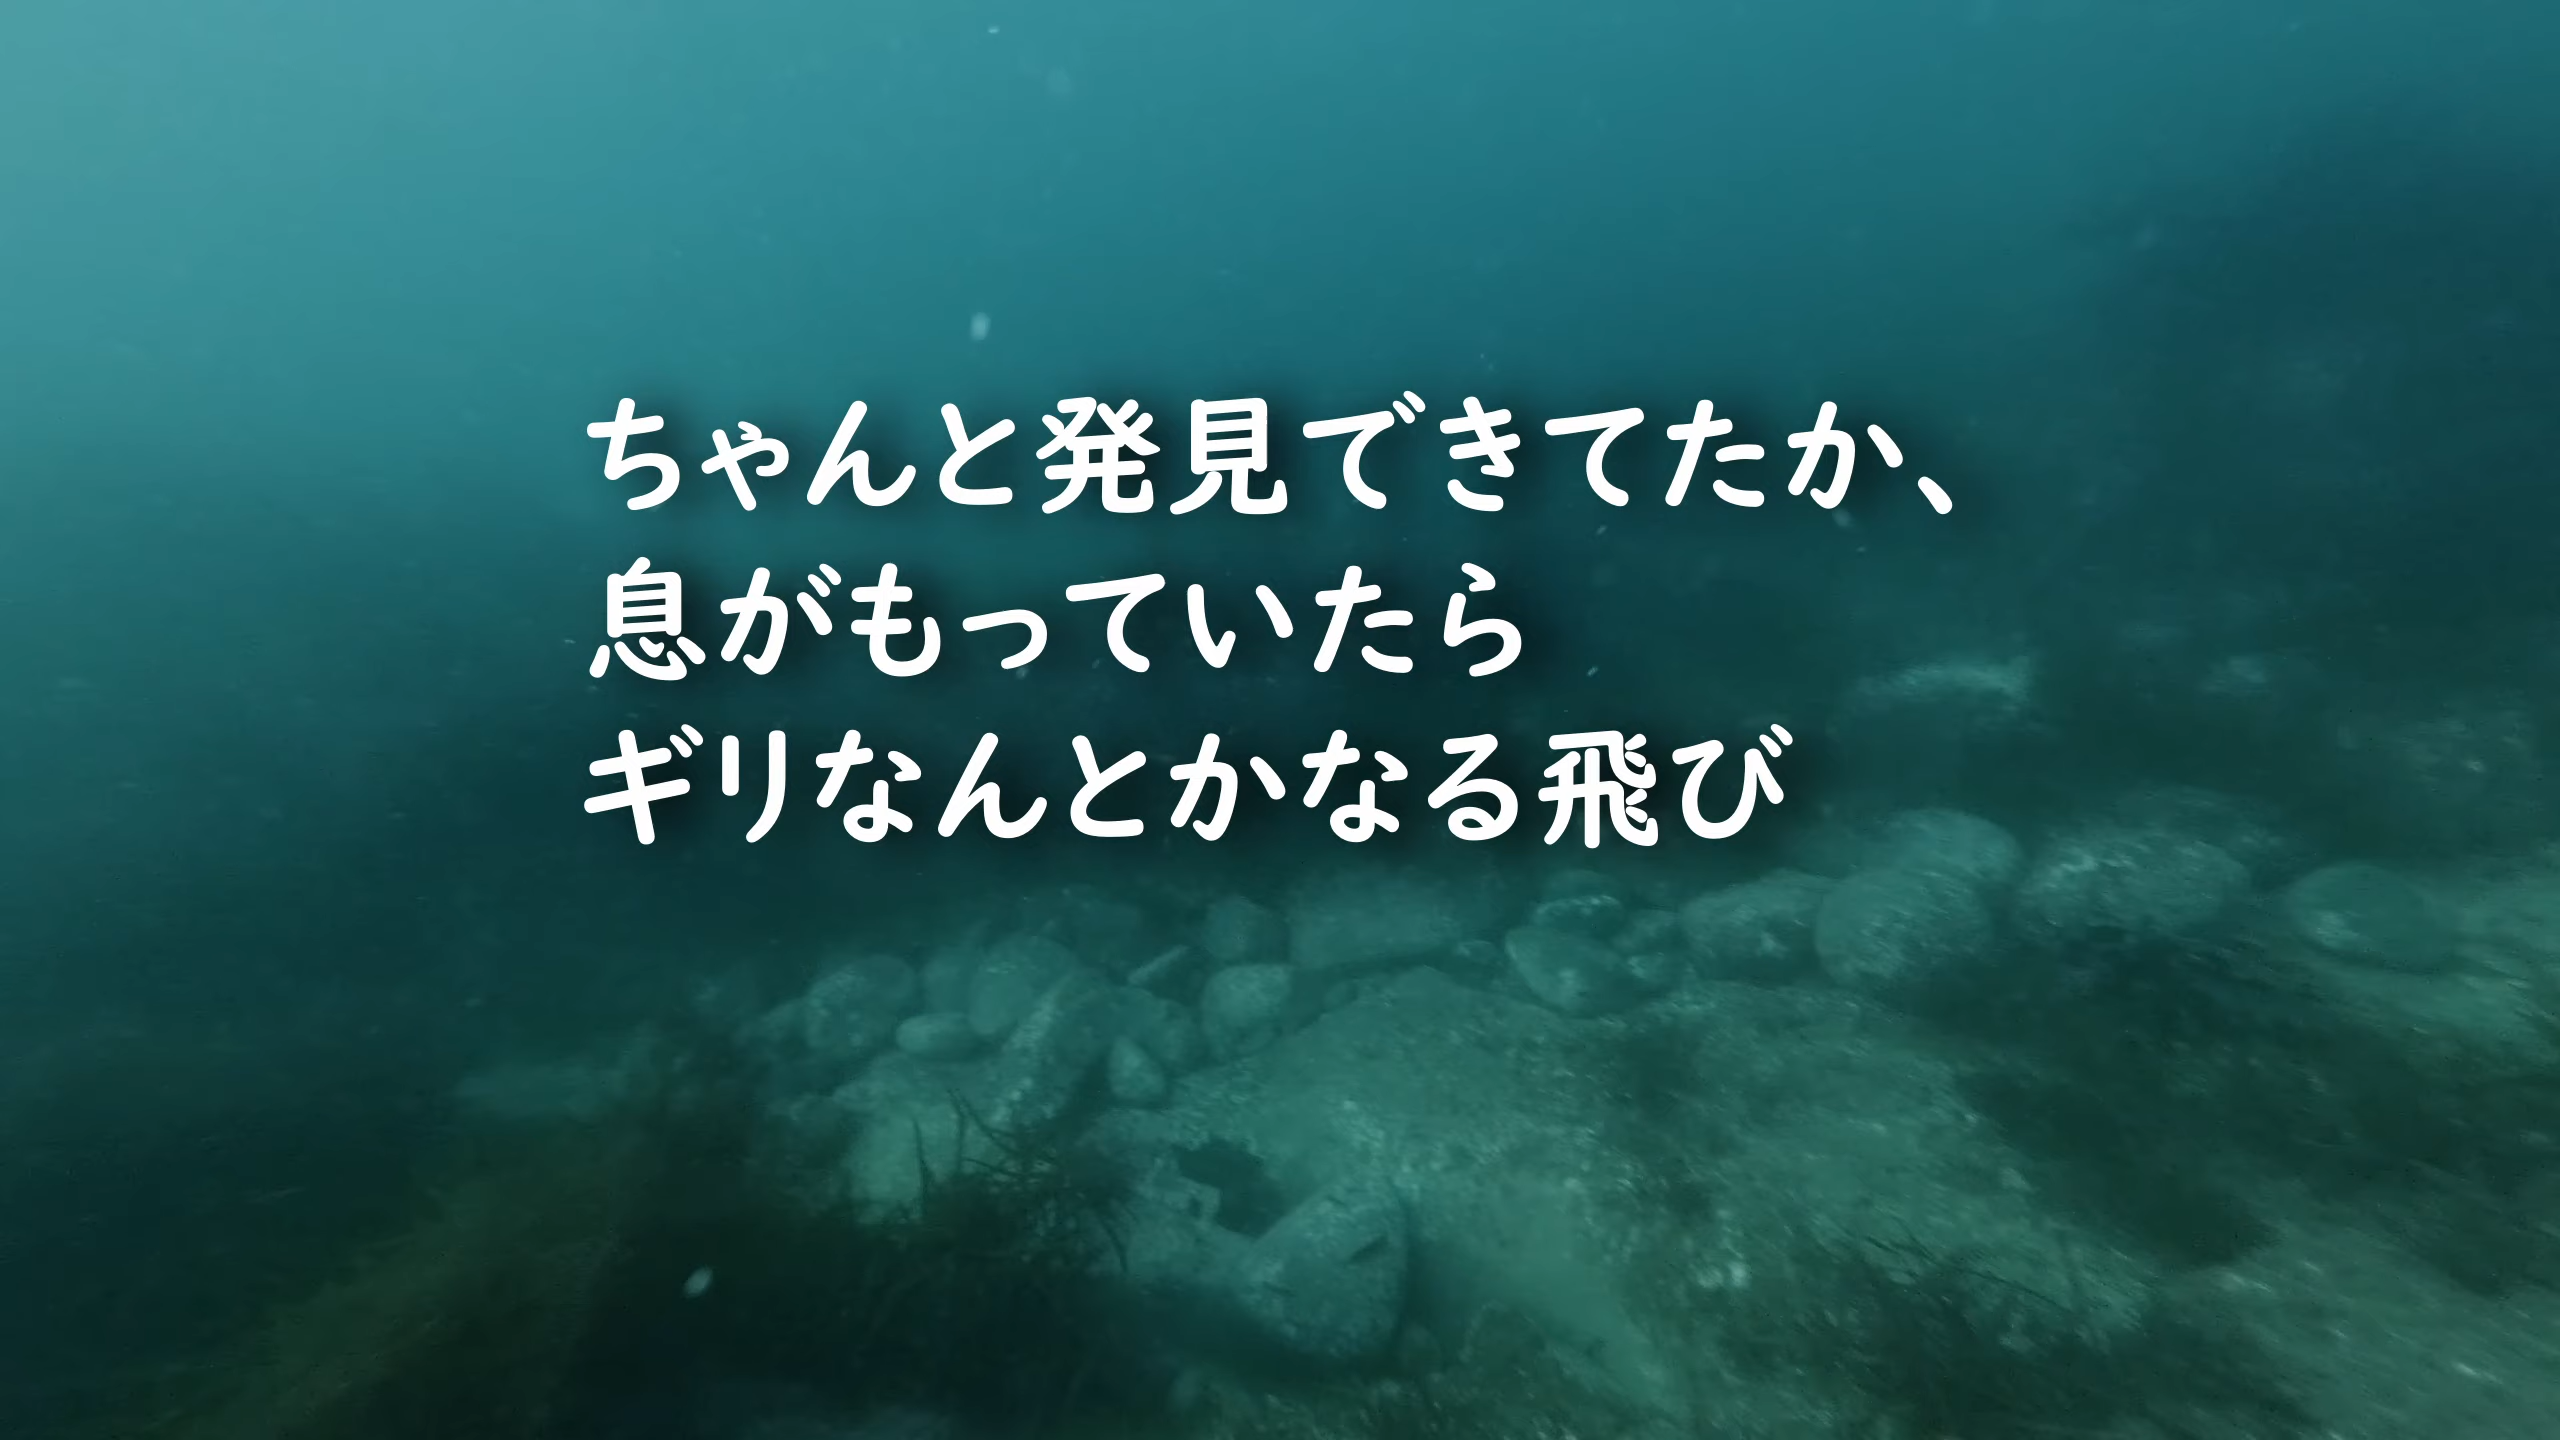 ちゃんと発見できてたか、
息がもっていたら
ギリなんとかなる飛び